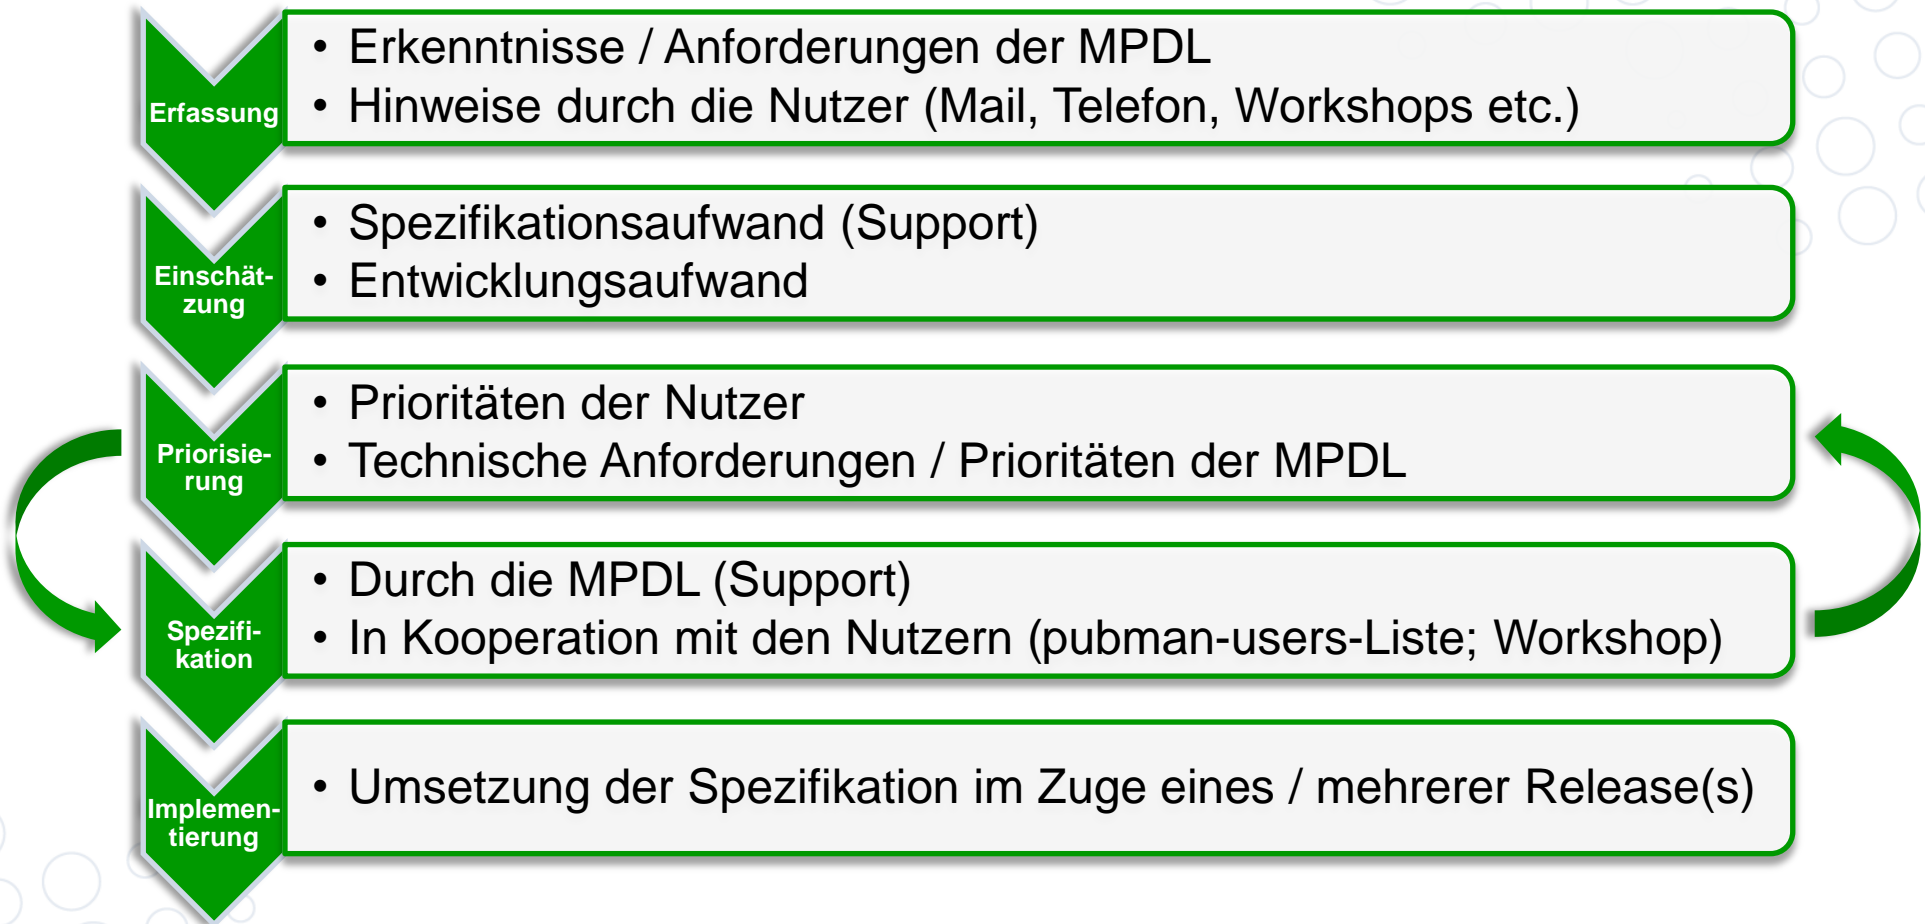 Erfassung
• Erkenntnisse / Anforderungen der MPDL
• Hinweise durch die Nutzer (Mail, Telefon, Workshops etc.)
Einschät-
zung
• Spezifikationsaufwand (Support)
• Entwicklungsaufwand
Priorisie-
rung
• Prioritäten der Nutzer
• Technische Anforderungen / Prioritäten der MPDL
Spezifi-
kation
• Durch die MPDL (Support)
• In Kooperation mit den Nutzern (pubman-users-Liste; Workshop)
Implemen-
tierung
• Umsetzung der Spezifikation im Zuge eines / mehrerer Release(s)